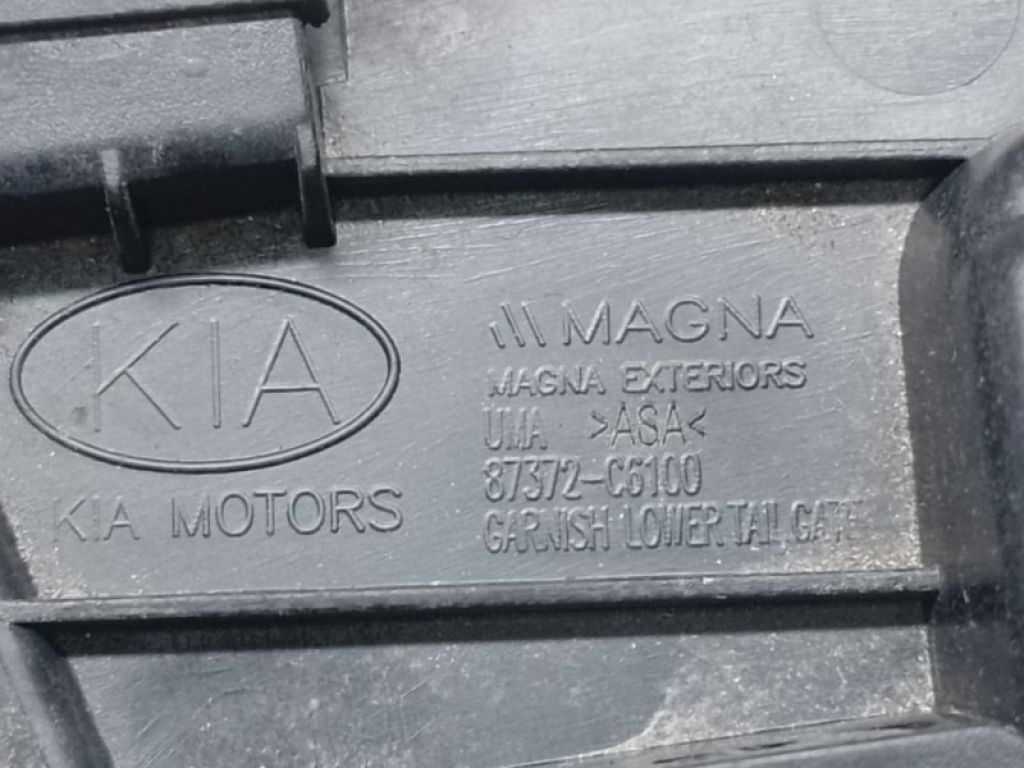 KIA
KIA MOTORS
MAGNA
MAGNA EXTERIORS
UMA >ASA<
87372-C6100
GARNISH LOWER TAIL GATE